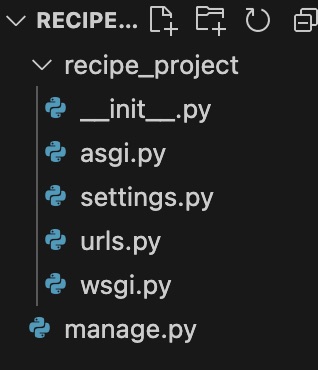 RECIPE...
recipe_project
__init__.py
asgi.py
settings.py
urls.py
wsgi.py
manage.py